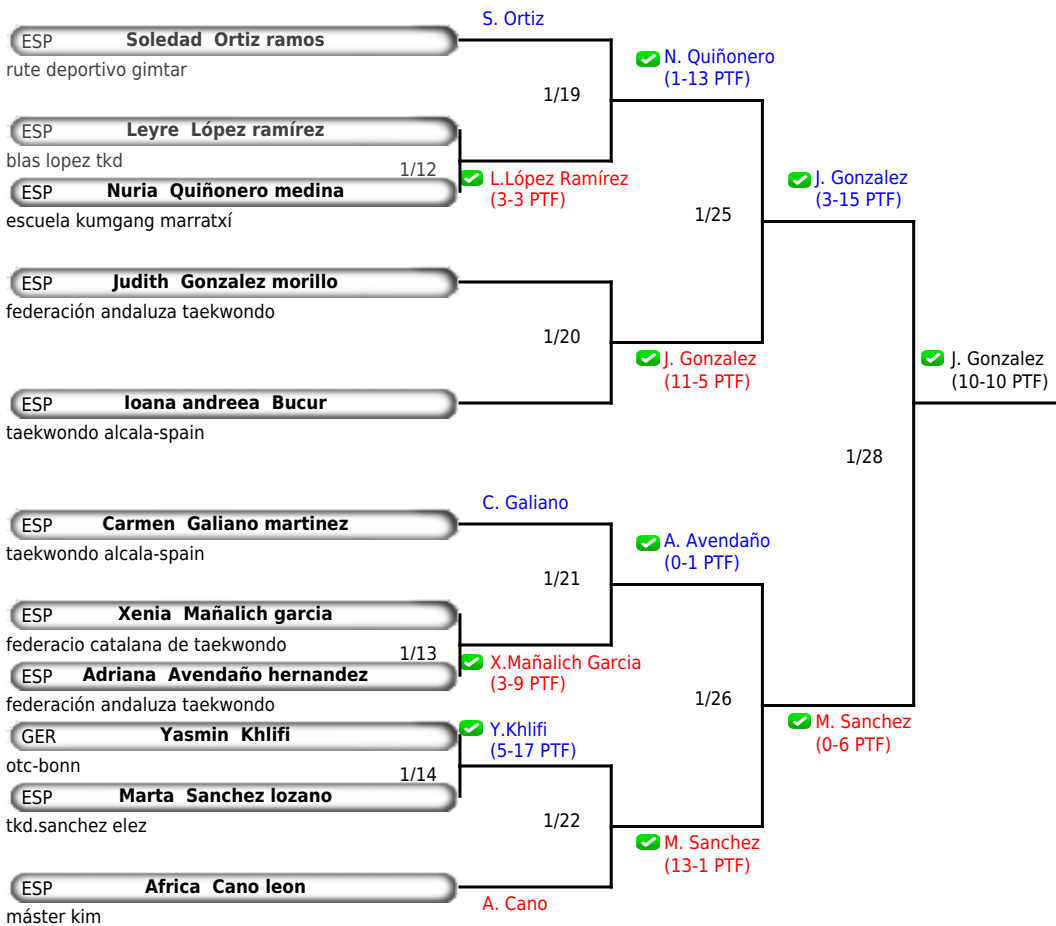 S. Ortiz
ESP Soledad Ortiz ramos
rute deportivo gimtar
N. Quiñonero
(1-13 PTF)
1/19
ESP Leyre López ramírez
blas lopez tkd
1/12
L.López Ramírez
(3-3 PTF)
ESP Nuria Quiñonero medina
escuela kumgang marratxí
J. Gonzalez
(3-15 PTF)
1/25
ESP Judith Gonzalez morillo
federación andaluza taekwondo
1/20
J. Gonzalez
(11-5 PTF)
J. Gonzalez
(10-10 PTF)
ESP Ioana andreea Bucur
taekwondo alcala-spain
1/28
C. Galiano
ESP Carmen Galiano martinez
taekwondo alcala-spain
A. Avendaño
(0-1 PTF)
1/21
ESP Xenia Mañalich garcia
federacio catalana de taekwondo
1/13
X.Mañalich Garcia
(3-9 PTF)
ESP Adriana Avendaño hernandez
federación andaluza taekwondo
1/26
M. Sanchez
(0-6 PTF)
GER Yasmin Khlifi
otc-bonn
Y.Khlifi
(5-17 PTF)
1/14
ESP Marta Sanchez lozano
tkd.sanchez elez
1/22
M. Sanchez
(13-1 PTF)
ESP Africa Cano leon
máster kim
A. Cano